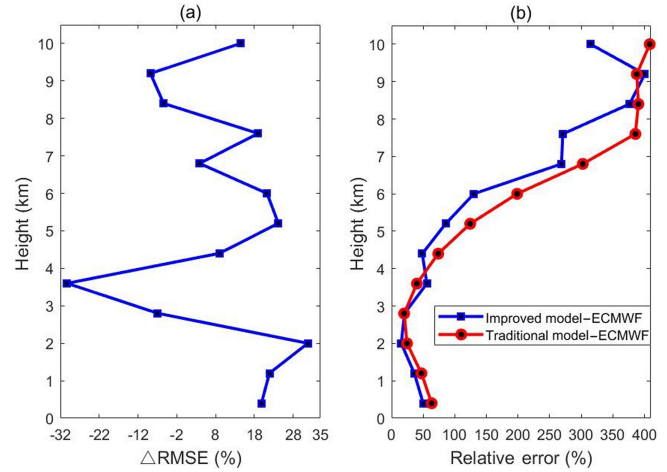 (a)
(b)
10
9
8
7
6
5
4
3
2
1
0
Height (km)
-32 -22 -12 -2 8 18 28 35
△RMSE (%)
10
9
8
7
6
5
4
3
2
1
0
Height (km)
Improved model−ECMWF
Traditional model−ECMWF
0 50 100 150 200 250 300 350 400
Relative error (%)